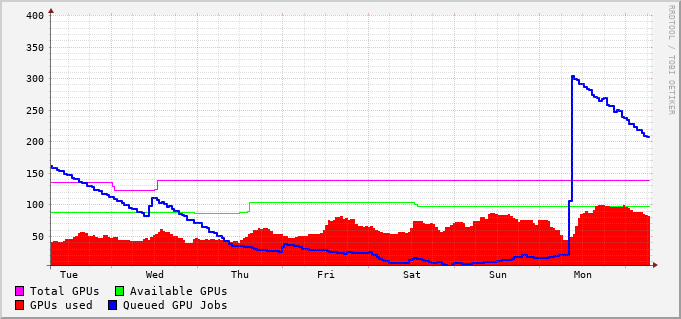 400
350
300
250
200
150
100
50
Tue Wed Thu Fri Sat Sun Mon
Total GPUs Available GPUs
GPUs used Queued GPU Jobs
RRDTOOL / TOBI OETIKER